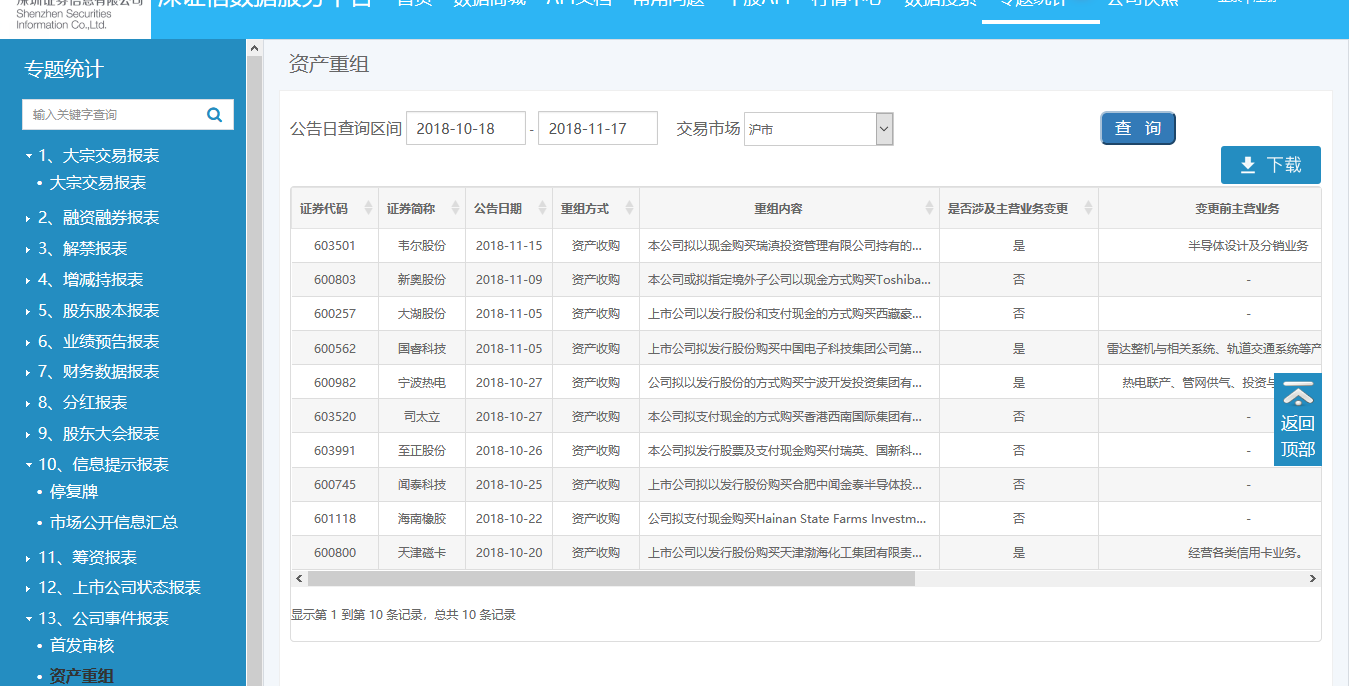 深圳证券信息有限公司
Shenzhen Securities
Information Co.,Ltd.
深证信数据服务平台 首页 数据商城 API文档 常用问题 个股API 行情中心 数据搜索 专题统计 公司快照
专题统计
输入关键字查询
1、大宗交易报表
• 大宗交易报表
2、融资融券报表
3、解禁报表
4、增减持报表
5、股东股本报表
6、业绩预告报表
7、财务数据报表
8、分红报表
9、股东大会报表
10、信息提示报表
• 停复牌
• 市场公开信息汇总
11、筹资报表
12、上市公司状态报表
13、公司事件报表
• 首发审核
• 资产重组
资产重组
公告日查询区间 2018-10-18 - 2018-11-17 交易市场 沪市 查 询
下载
证券代码 证券简称 公告日期 重组方式 重组内容 是否涉及主营业务变更 变更前主营业务
603501 韦尔股份 2018-11-15 资产收购 本公司拟以现金购买瑞滇投资管理有限公司持有的... 是 半导体设计及分销业务
600803 新奥股份 2018-11-09 资产收购 本公司或拟指定境外子公司以现金方式购买Toshiba... 否 -
600257 大湖股份 2018-11-05 资产收购 上市公司以发行股份和支付现金的方式购买西藏豪... 否 -
600562 国睿科技 2018-11-05 资产收购 上市公司拟发行股份购买中国电子科技集团公司第... 是 雷达整机与相关系统、轨道交通系统等产
600982 宁波热电 2018-10-27 资产收购 公司拟以发行股份的方式购买宁波开发投资集团有... 是 热电联产、管网供气、投资与
603520 司太立 2018-10-27 资产收购 本公司拟支付现金的方式购买香港西南国际集团有... 否 -
603991 至正股份 2018-10-26 资产收购 本公司拟发行股票及支付现金购买付瑞英、国新科... 否 -
600745 闻泰科技 2018-10-25 资产收购 上市公司拟以发行股份购买合肥中闻金泰半导体投... 否 -
601118 海南橡胶 2018-10-22 资产收购 公司拟支付现金购买Hainan State Farms Investm... 否 -
600800 天津磁卡 2018-10-20 资产收购 上市公司以发行股份购买天津渤海化工集团有限责... 是 经营各类信用卡业务。
返回
顶部
显示第 1 到第 10 条记录，总共 10 条记录